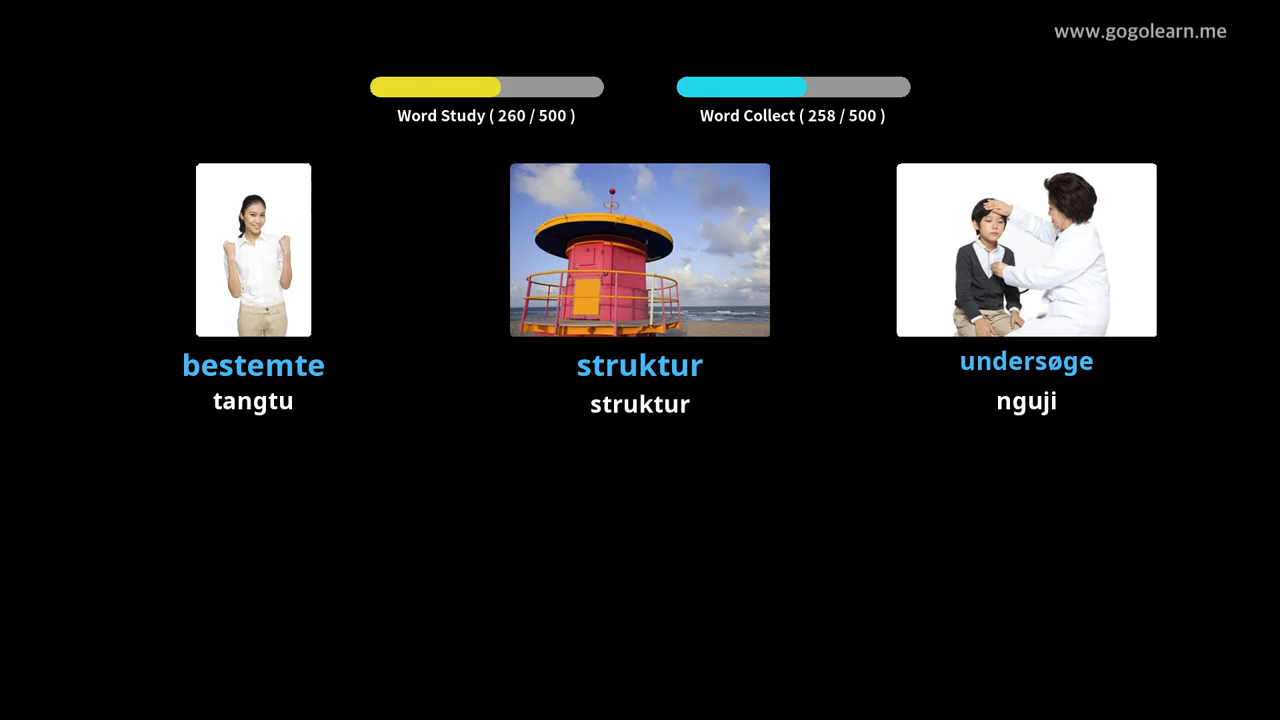 www.gogolearn.me
Word Study ( 260 / 500 )
Word Collect ( 258 / 500 )
bestemte
tangtu
struktur
struktur
undersøge
nguji